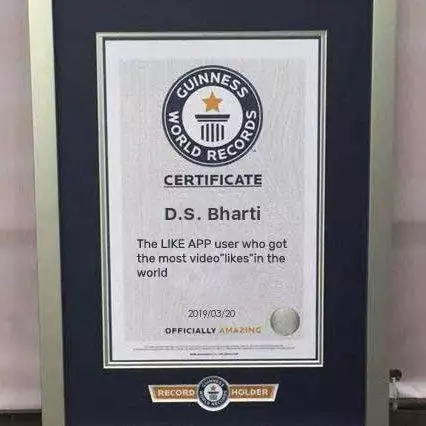 GUINNESS
WORLD RECORDS
CERTIFICATE
D.S. Bharti
The LIKE APP user who got
the most video"likes"in the
world
2019/03/20
OFFICIALLY AMAZING
RECORD HOLDER